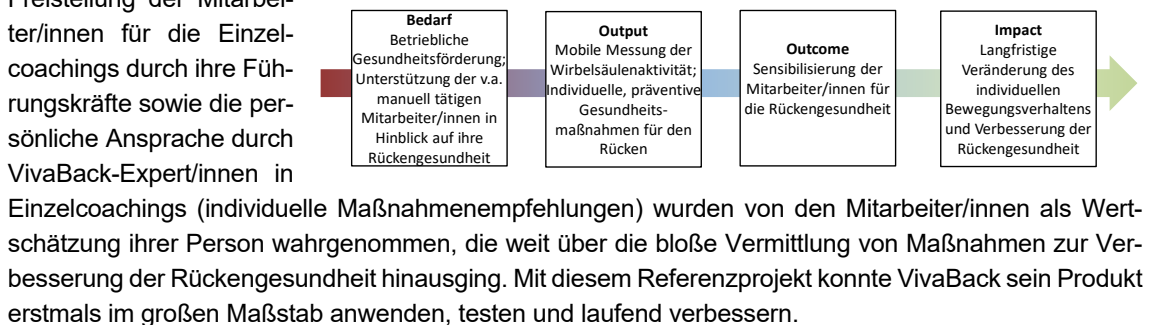 Freistellung der Mitarbei-
ter/innen für die Einzel-
coachings durch ihre Füh-
rungskräfte sowie die per-
sönliche Ansprache durch
VivaBack-Expert/innen in
Bedarf
Betriebliche
Gesundheitsförderung;
Unterstützung der v.a.
manuell tätigen
Mitarbeiter/innen in
Hinblick auf ihre
Rückengesundheit
Output
Mobile Messung der
Wirbelsäulenaktivität;
Individuelle, präventive
Gesundheits-
maßnahmen für den
Rücken
Outcome
Sensibilisierung der
Mitarbeiter/innen für
die Rückengesundheit
Impact
Langfristige
Veränderung des
individuellen
Bewegungsverhaltens
und Verbesserung der
Rückengesundheit
Einzelcoachings (individuelle Maßnahmenempfehlungen) wurden von den Mitarbeiter/innen als Wert-
schätzung ihrer Person wahrgenommen, die weit über die bloße Vermittlung von Maßnahmen zur Ver-
besserung der Rückengesundheit hinausging. Mit diesem Referenzprojekt konnte VivaBack sein Produkt
erstmals im großen Maßstab anwenden, testen und laufend verbessern.